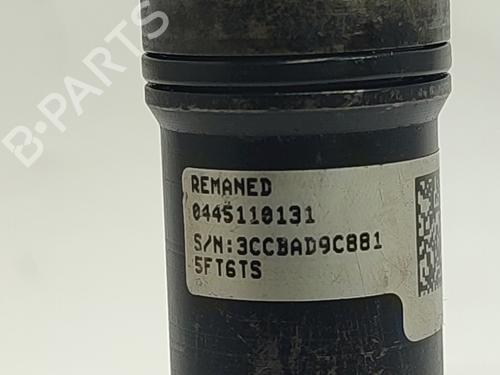 B-PARTS
REMANED
0445110131
S/N:3CCBAD9C881
5FT6TS